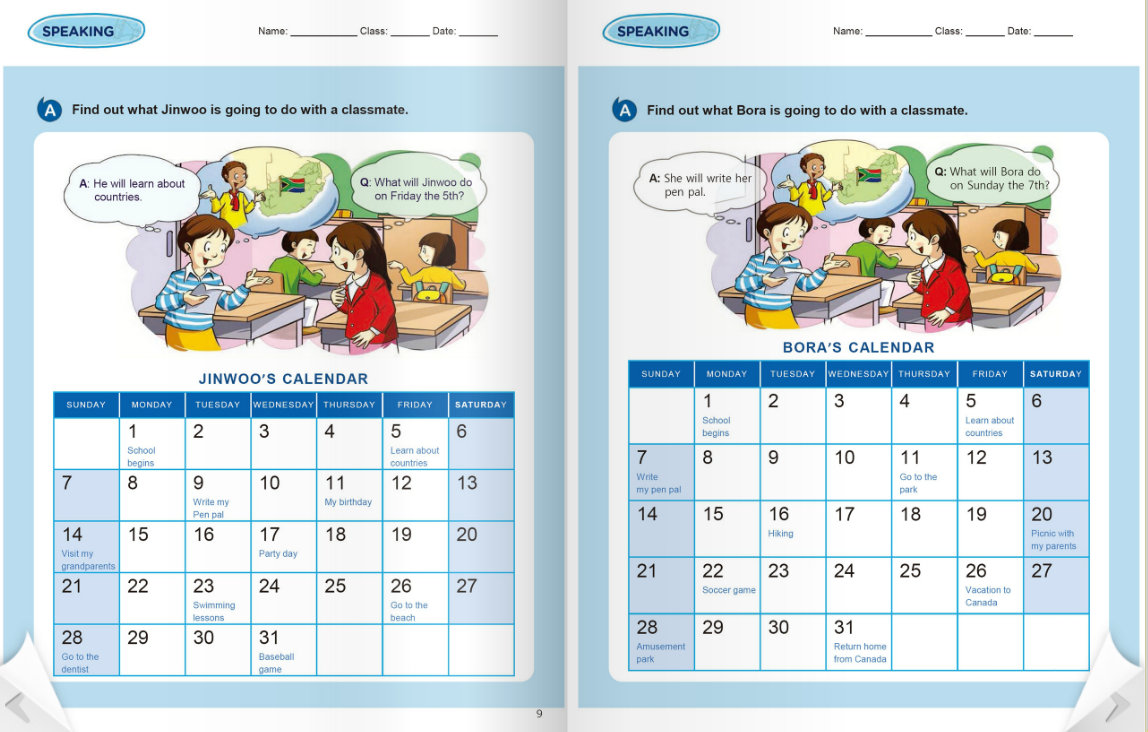 SPEAKING
Name: ____________ Class: _______ Date: _______
A Find out what Jinwoo is going to do with a classmate.
A: He will learn about
countries.
Q: What will Jinwoo do
on Friday the 5th?
JINWOO'S CALENDAR
SUNDAY MONDAY TUESDAY WEDNESDAY THURSDAY FRIDAY SATURDAY
1 2 3 4 5 6
School Learn about
begins countries
7 8 9 10 11 12 13
Write my My birthday
Pen pal
14 15 16 17 18 19 20
Visit my Party day
grandparents
21 22 23 24 25 26 27
Swimming Go to the
lessons beach
28 29 30 31
Go to the Baseball
dentist game
9
SPEAKING
Name: ____________ Class: _______ Date: _______
A Find out what Bora is going to do with a classmate.
A: She will write her
pen pal.
Q: What will Bora do
on Sunday the 7th?
BORA'S CALENDAR
SUNDAY MONDAY TUESDAY WEDNESDAY THURSDAY FRIDAY SATURDAY
1 2 3 4 5 6
School Learn about
begins countries
7 8 9 10 11 12 13
Write Go to the
my pen pal park
14 15 16 17 18 19 20
Hiking Picnic with
my parents
21 22 23 24 25 26 27
Soccer game Vacation to
Canada
28 29 30 31
Amusement Return home
park from Canada